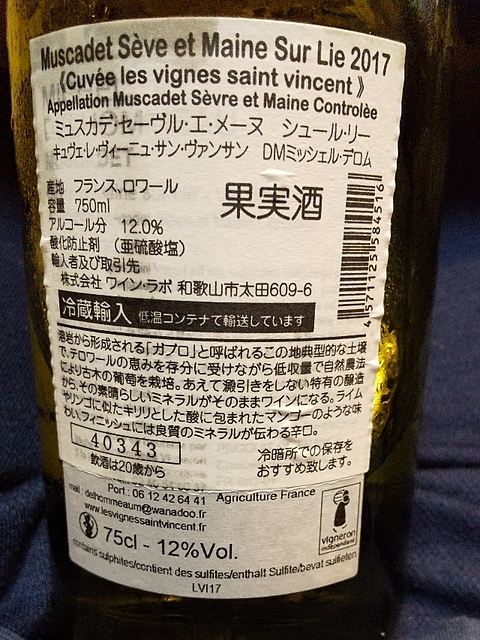 Muscadet Sève et Maine Sur Lie 2017
《Cuvée les vignes saint vincent》
Appellation Muscadet Sèvre et Maine Controlèe
ミュスカデ・セーヴル・エ・メーヌ シュール・リー
キュヴェ・レ・ヴィーニュ・サン・ヴァンサン DMミッシェル・デロム
産地 フランス、ロワール
容量 750ml
果実酒
アルコール分 12.0%
酸化防止剤 (亜硫酸塩)
輸入者及び取引先
株式会社 ワイン・ラボ 和歌山市太田609-6
4571125584516
冷蔵輸入 低温コンテナで輸送しています
溶岩から形成される「ガブロ」と呼ばれるこの地典型的な土壌
で、テロワールの恵みを存分に受けながら低収量で自然農法
により古木の葡萄を栽培。あえて澱引きをしない特有の醸造
から、その素晴らしいミネラルがそのままワインになる。ライム
やリンゴに似たキリリとした酸に包まれたマンゴーのような味
わい。フィニッシュには良質のミネラルが伝わる辛口。
40343
飲酒は20歳から
冷暗所での保存を
おすすめ致します。
Port : 06 12 42 64 41 Agriculture France
mail : delhommeaum@wanadoo.fr
www.lesvignessaintvincent.fr
75cl - 12%Vol.
vigneron
indépendant
contains sulphites/contient des sulfites/enthalt Sulfite/bevat sulfieten
LVI17